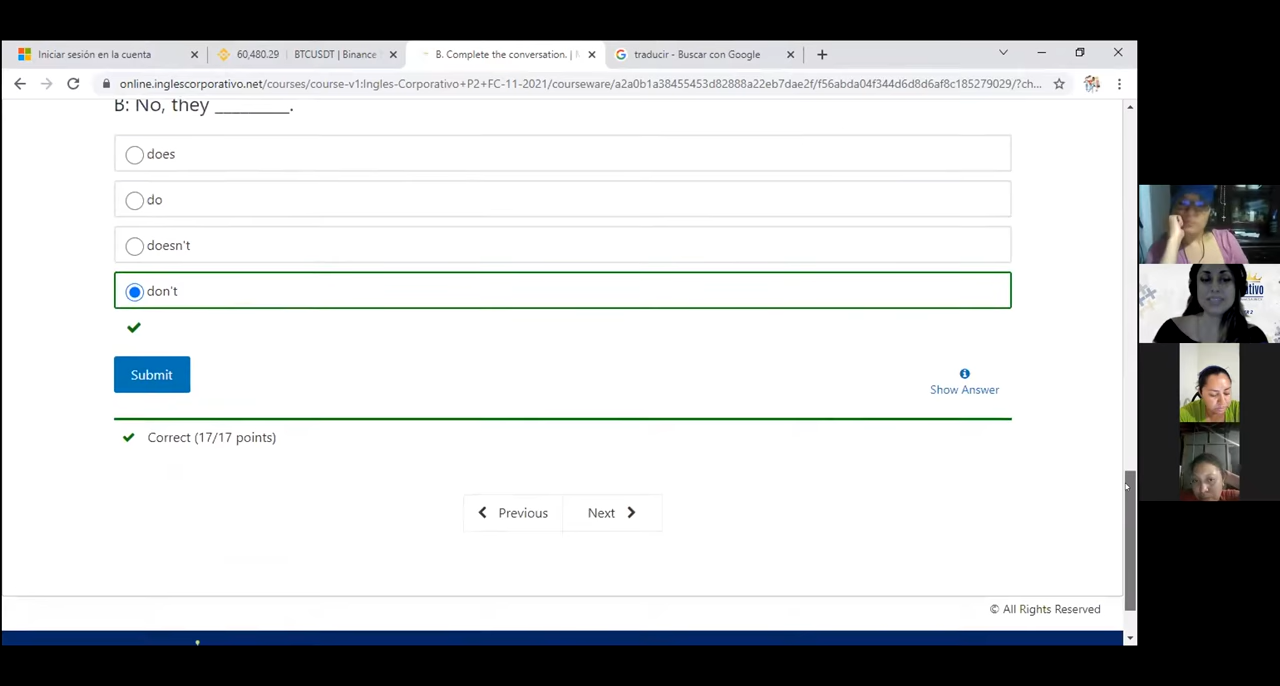 Iniciar sesión en la cuenta
60,480.29 BTCUSDT | Binance
B. Complete the conversation. |
traducir - Buscar con Google
online.inglescorporativo.net/courses/course-v1:Ingles-Corporativo+P2+FC-11-2021/courseware/a2a0b1a38455453d82888a22eb7dae2f/f56abda04f344d6d8d6af8c185279029/?ch...
B: No, they _________.
does
do
doesn't
don't
Submit
Show Answer
Correct (17/17 points)
Previous
Next
© All Rights Reserved